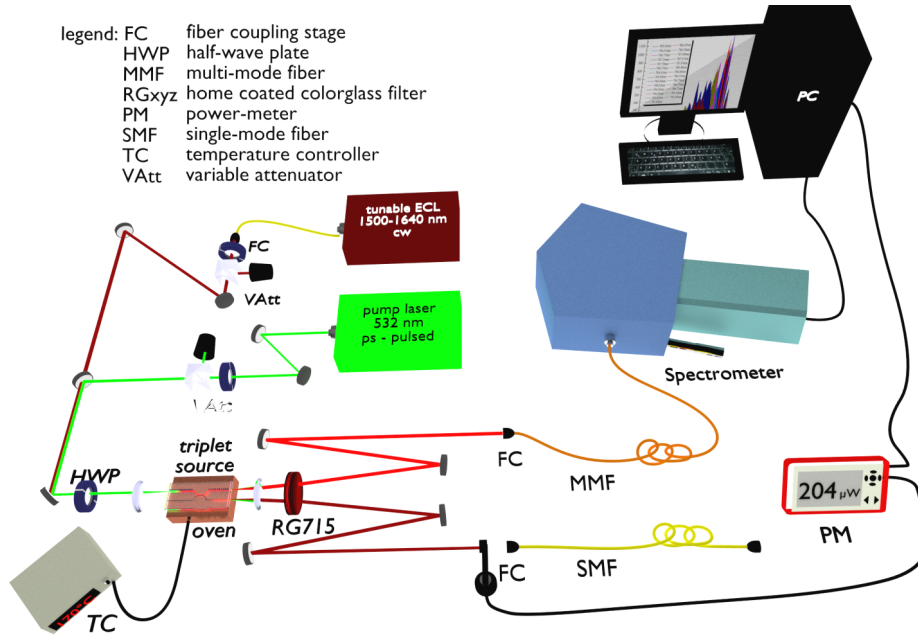 legend: FC fiber coupling stage
HWP half-wave plate
MMF multi-mode fiber
RGxyz home coated colorglass filter
PM power-meter
SMF single-mode fiber
TC temperature controller
VAtt variable attenuator
PC
tunable ECL
1500-1640 nm
cw
FC
VAtt
pump laser
532 nm
ps - pulsed
Spectrometer
triplet
source
HWP
FC
MMF
oven
RG715
204 μW
PM
FC
SMF
TC